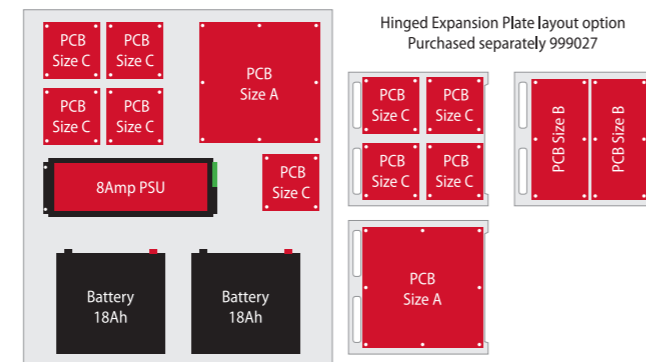 Hinged Expansion Plate layout option
Purchased separately 999027
PCB
Size C
PCB
Size C
PCB
Size A
PCB
Size C
PCB
Size C
8Amp PSU
PCB
Size C
Battery
18Ah
Battery
18Ah
PCB
Size C
PCB
Size C
PCB
Size C
PCB
Size C
PCB Size B
PCB Size B
PCB
Size A